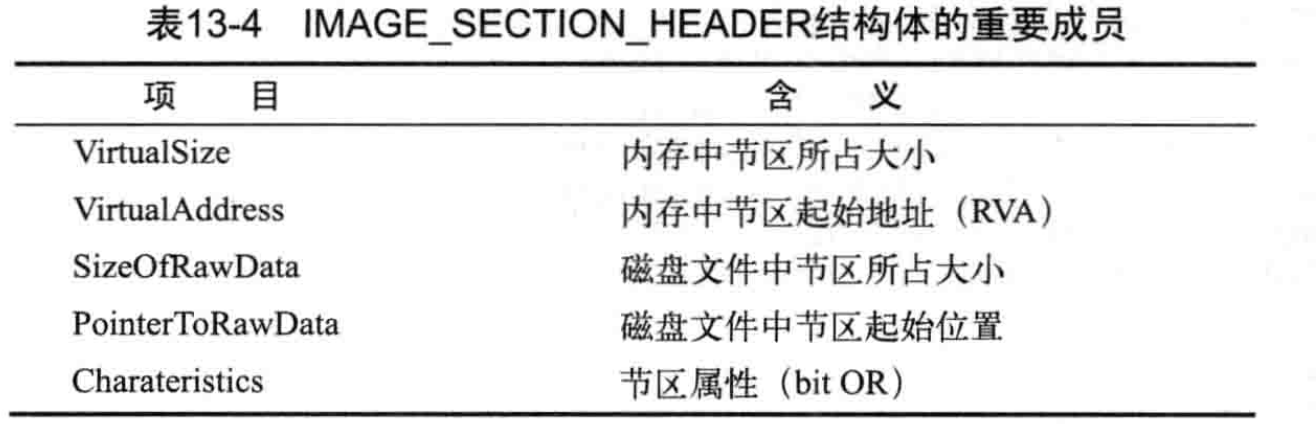 表13-4 IMAGE_SECTION_HEADER结构体的重要成员
项 目 含 义
VirtualSize 内存中节区所占大小
VirtualAddress 内存中节区起始地址（RVA）
SizeOfRawData 磁盘文件中节区所占大小
PointerToRawData 磁盘文件中节区起始位置
Charateristics 节区属性（bit OR）